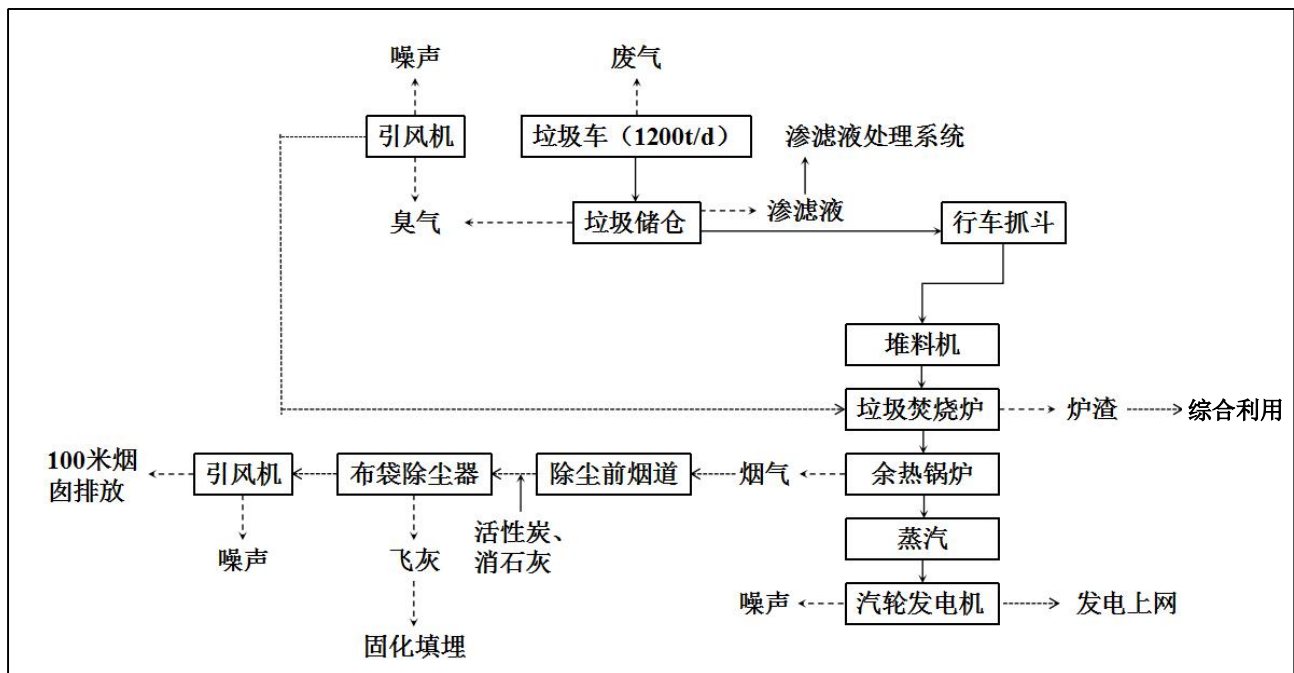 噪声
废气
引风机
垃圾车（1200t/d）
渗滤液处理系统
臭气
垃圾储仓
渗滤液
行车抓斗
堆料机
垃圾焚烧炉
炉渣
综合利用
100米烟
囱排放
引风机
布袋除尘器
除尘前烟道
烟气
余热锅炉
噪声
飞灰
活性炭、
消石灰
蒸汽
固化填埋
噪声
汽轮发电机
发电上网